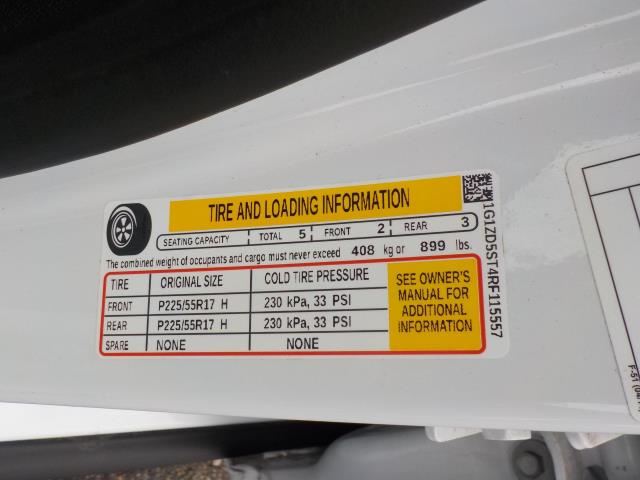 TIRE AND LOADING INFORMATION
SEATING CAPACITY TOTAL 5 FRONT 2 REAR 3
The combined weight of occupants and cargo must never exceed 408 kg or 899 lbs.
TIRE ORIGINAL SIZE COLD TIRE PRESSURE
FRONT P225/55R17 H 230 kPa, 33 PSI
REAR P225/55R17 H 230 kPa, 33 PSI
SPARE NONE NONE
SEE OWNER'S
MANUAL FOR
ADDITIONAL
INFORMATION
1G1ZD5ST4RF115557